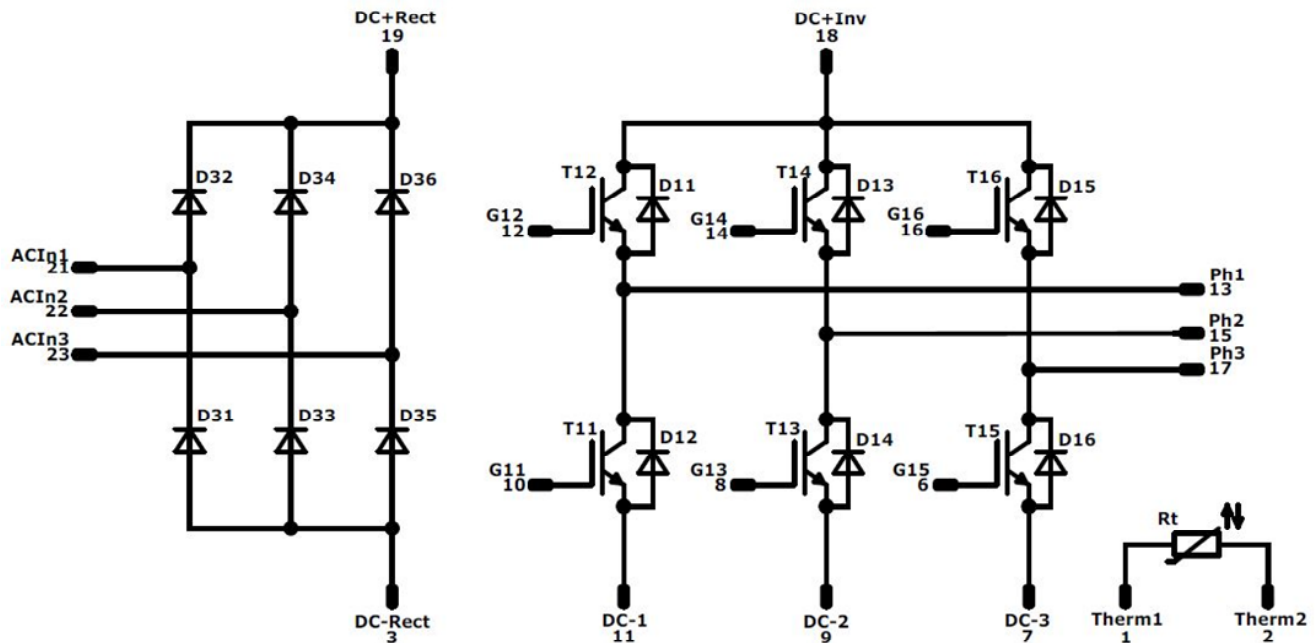 DC+Rect
19
DC+Inv
18
D32
D34
D36
T12
D11
T14
D13
T16
D15
G12
12
G14
14
G16
16
ACIn1
21
ACIn2
22
ACIn3
23
Ph1
13
Ph2
15
Ph3
17
D31
D33
D35
T11
D12
T13
D14
T15
D16
G11
10
G13
8
G15
6
Rt
DC-Rect
3
DC-1
11
DC-2
9
DC-3
7
Therm1
1
Therm2
2